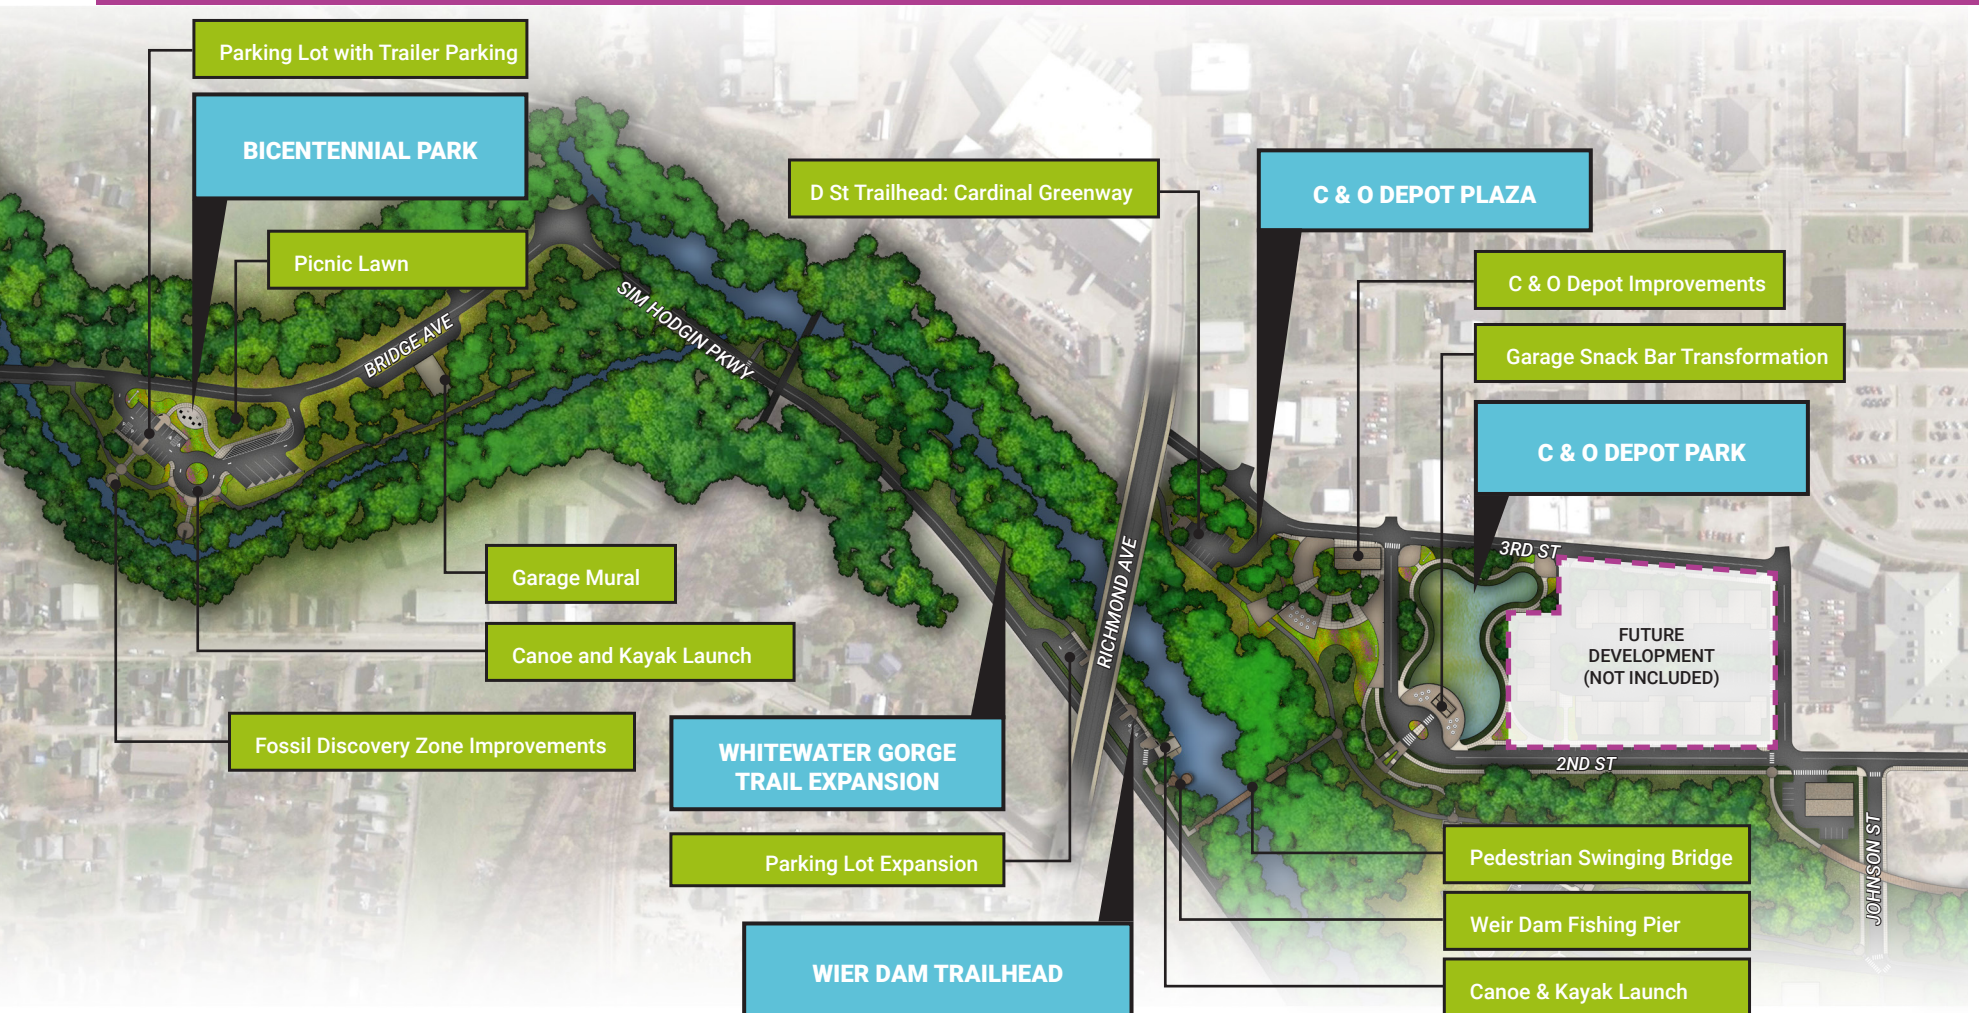 Parking Lot with Trailer Parking
BICENTENNIAL PARK
Picnic Lawn
D St Trailhead: Cardinal Greenway
C & O DEPOT PLAZA
C & O Depot Improvements
Garage Snack Bar Transformation
C & O DEPOT PARK
BRIDGE AVE
SIM HODGIN PKWY
RICHMOND AVE
3RD ST
FUTURE
DEVELOPMENT
(NOT INCLUDED)
2ND ST
JOHNSON ST
Garage Mural
Canoe and Kayak Launch
Fossil Discovery Zone Improvements
WHITEWATER GORGE
TRAIL EXPANSION
Parking Lot Expansion
WIER DAM TRAILHEAD
Pedestrian Swinging Bridge
Weir Dam Fishing Pier
Canoe & Kayak Launch